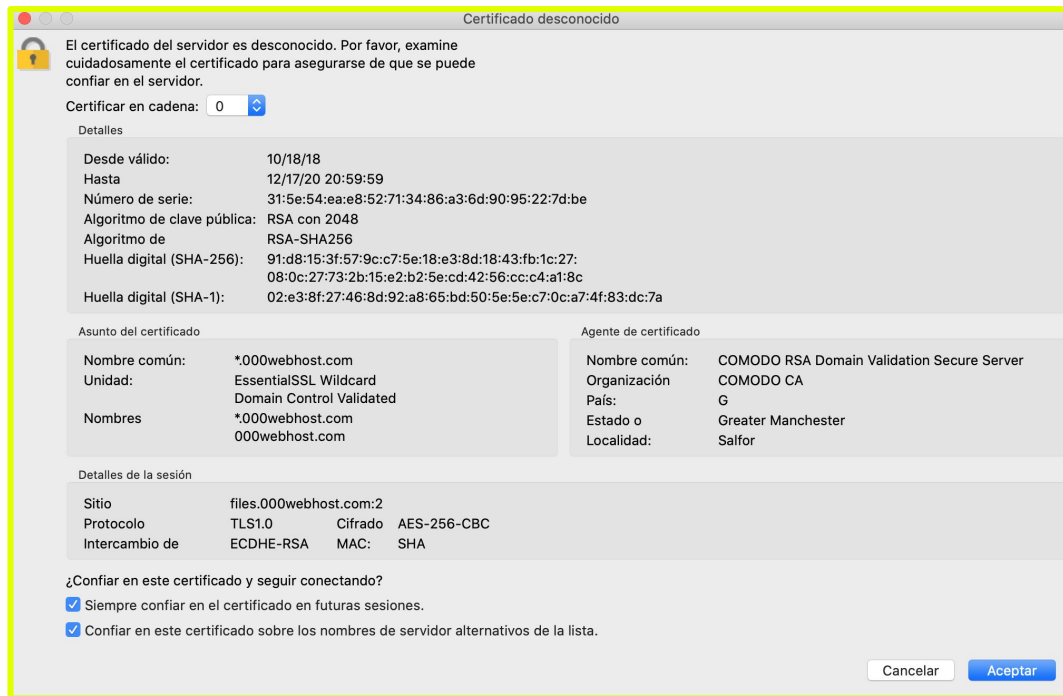 Certificado desconocido
El certificado del servidor es desconocido. Por favor, examine
cuidadosamente el certificado para asegurarse de que se puede
confiar en el servidor.
Certificar en cadena: 0
Detalles
Desde válido: 10/18/18
Hasta 12/17/20 20:59:59
Número de serie: 31:5e:54:ea:e8:52:71:34:86:a3:6d:90:95:22:7d:be
Algoritmo de clave pública: RSA con 2048
Algoritmo de RSA-SHA256
Huella digital (SHA-256): 91:d8:15:3f:57:9c:c7:5e:18:e3:8d:18:43:fb:1c:27:
08:0c:27:73:2b:15:e2:b2:5e:cd:42:56:cc:c4:a1:8c
Huella digital (SHA-1): 02:e3:8f:27:46:8d:92:a8:65:bd:50:5e:5e:c7:0c:a7:4f:83:dc:7a
Asunto del certificado
Nombre común: *.000webhost.com
Unidad: EssentialSSL Wildcard
Domain Control Validated
Nombres *.000webhost.com
000webhost.com
Agente de certificado
Nombre común: COMODO RSA Domain Validation Secure Server
Organización COMODO CA
País: G
Estado o Greater Manchester
Localidad: Salfor
Detalles de la sesión
Sitio files.000webhost.com:2
Protocolo TLS1.0 Cifrado AES-256-CBC
Intercambio de ECDHE-RSA MAC: SHA
¿Confiar en este certificado y seguir conectando?
Siempre confiar en el certificado en futuras sesiones.
Confiar en este certificado sobre los nombres de servidor alternativos de la lista.
Cancelar Aceptar